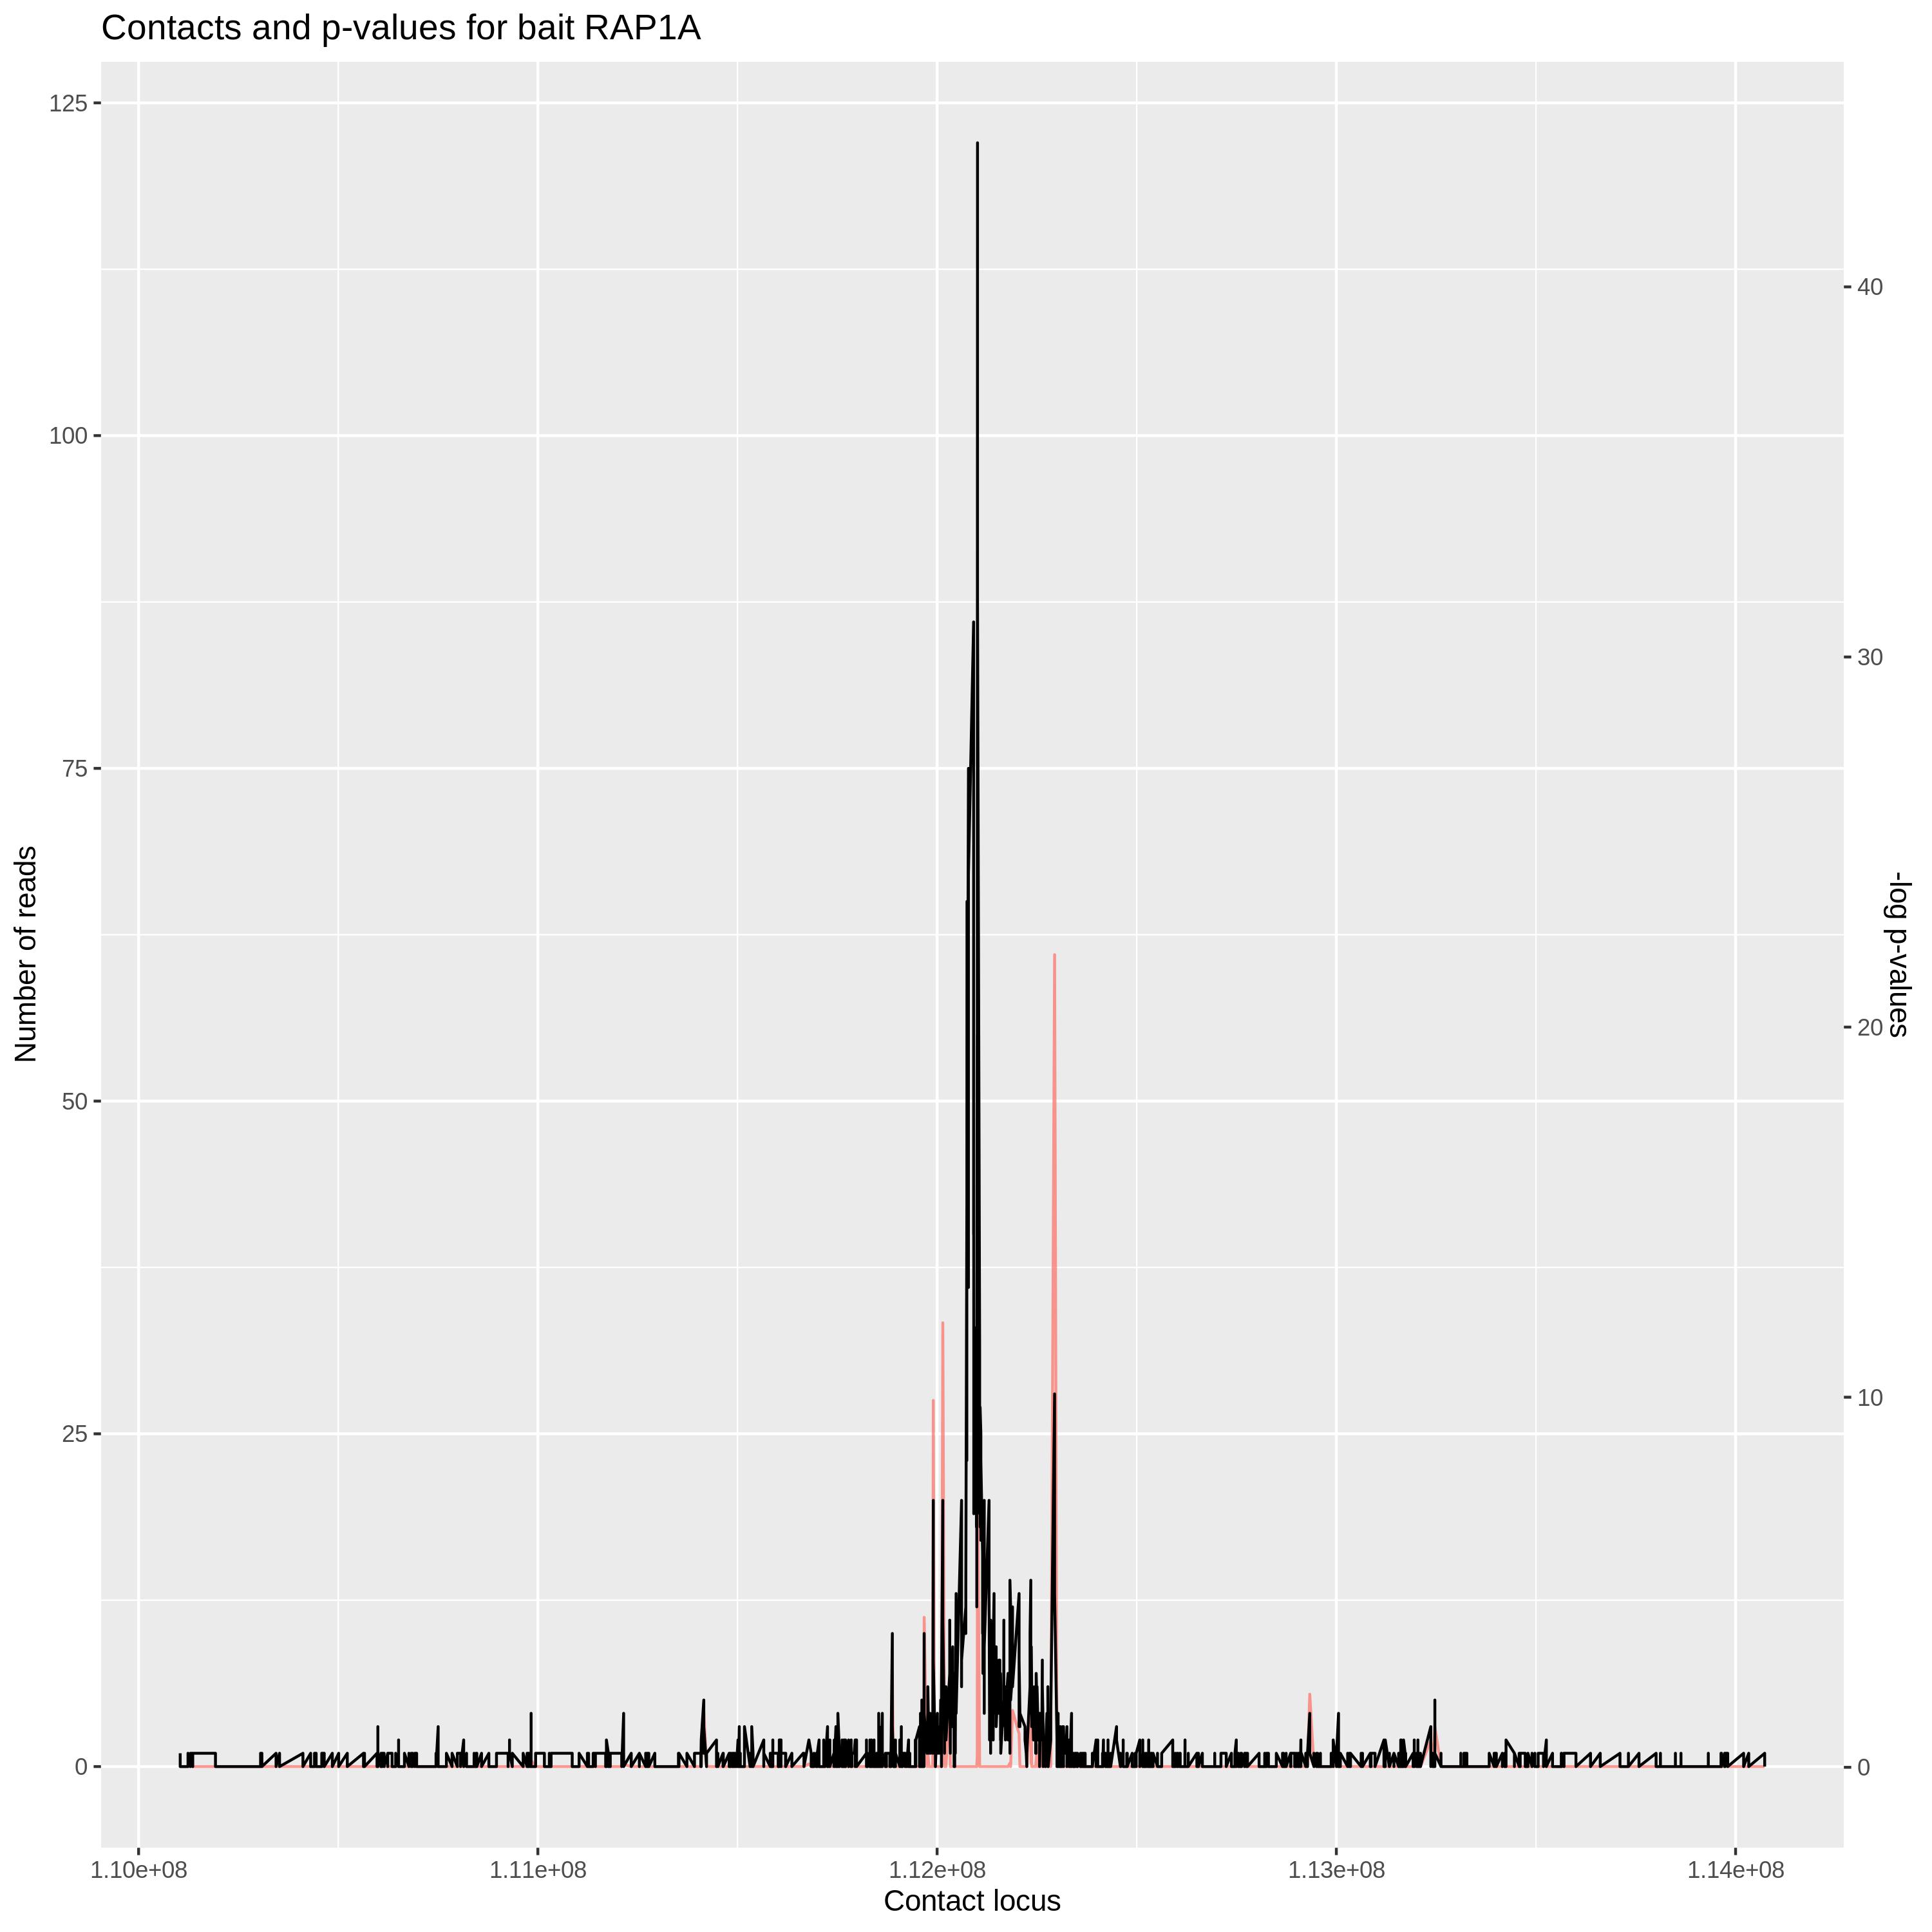 Contacts and p-values for bait RAP1A
125
100
75
50
25
0
Number of reads
40
30
20
10
0
-log p-values
1.10e+08
1.11e+08
1.12e+08
1.13e+08
1.14e+08
Contact locus